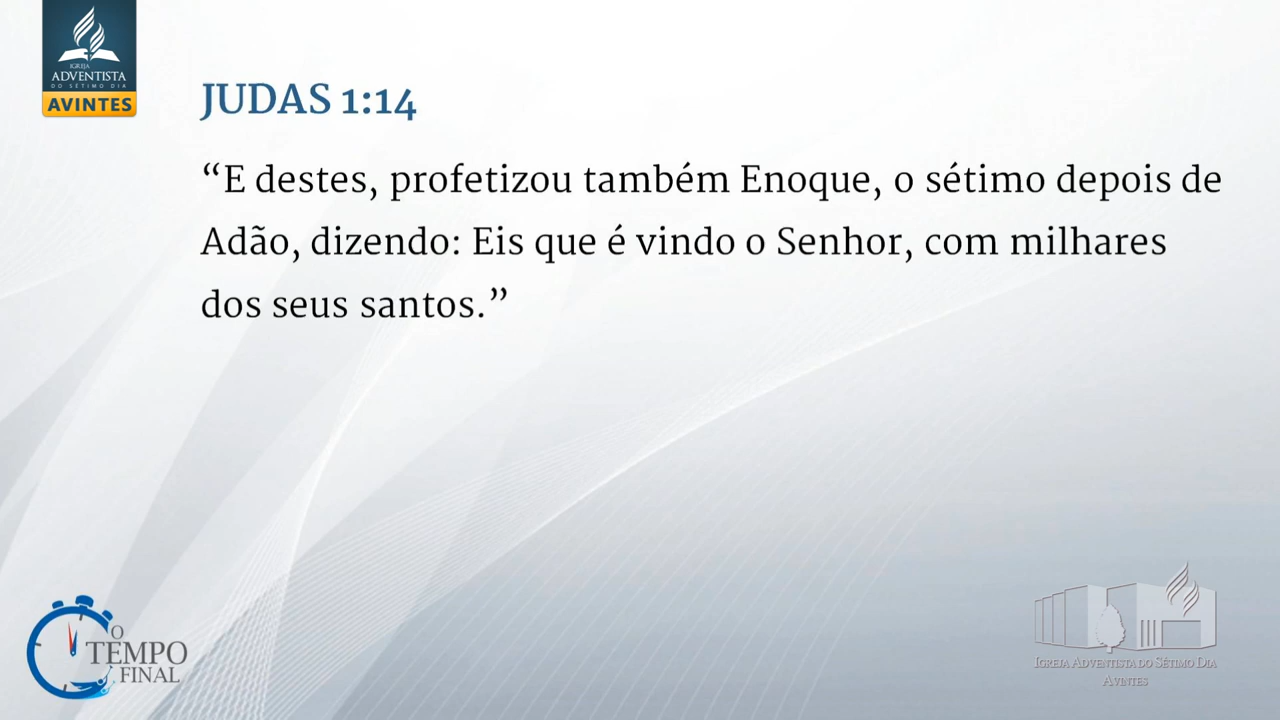 IGREJA
ADVENTISTA
DO SÉTIMO DIA
AVINTES
JUDAS 1:14
“E destes, profetizou também Enoque, o sétimo depois de
Adão, dizendo: Eis que é vindo o Senhor, com milhares
dos seus santos.”
O
TEMPO
FINAL
IGREJA ADVENTISTA DO SÉTIMO DIA
AVINTES